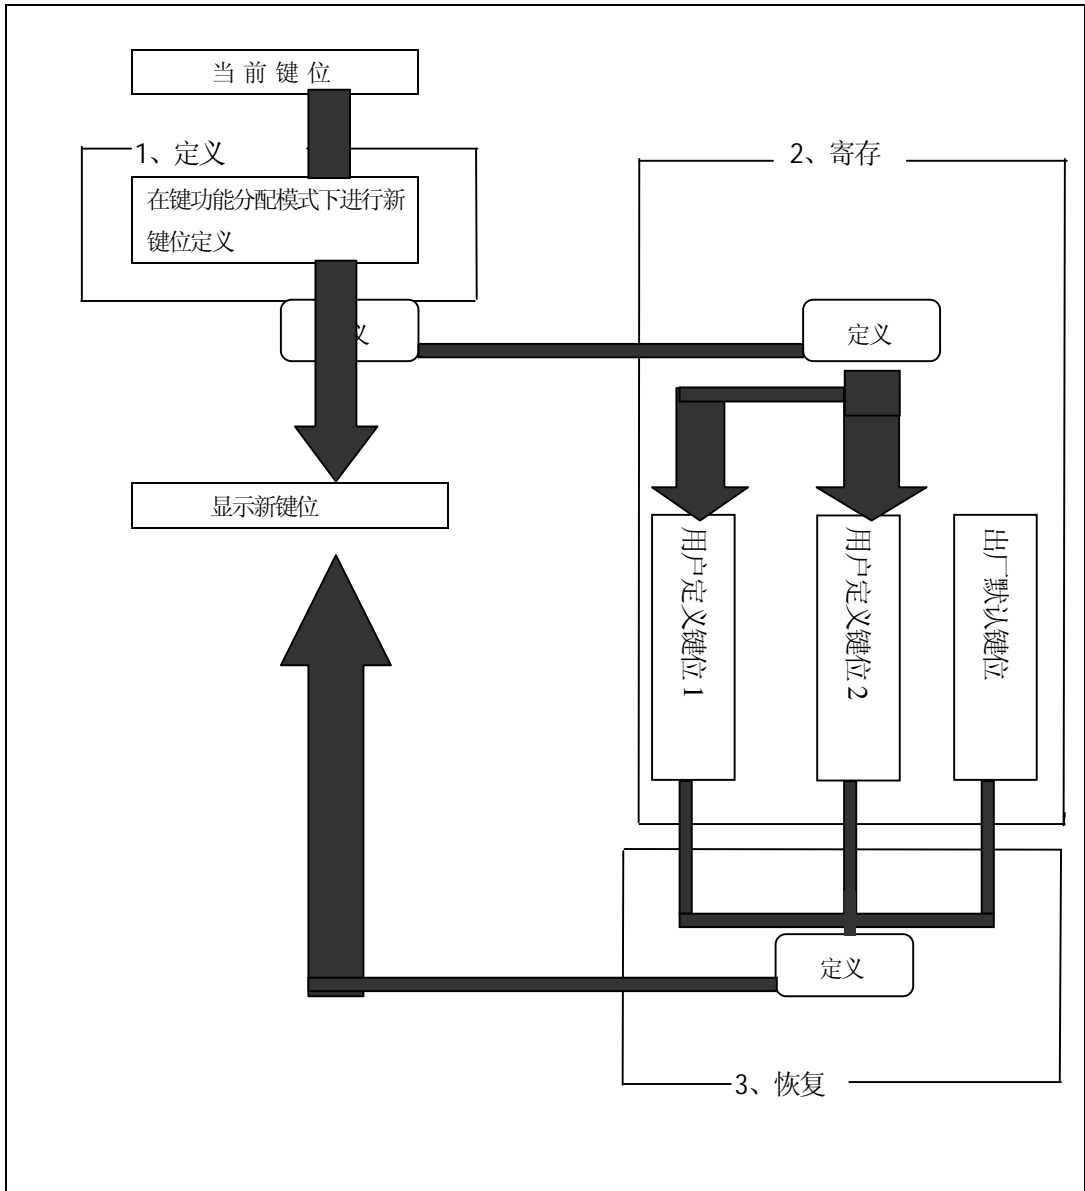 当 前 键 位
1、定义
2、寄存
在键功能分配模式下进行新
键位定义
义
定义
显示新键位
用户定义键位 1
用户定义键位 2
出厂默认键位
定义
3、恢复